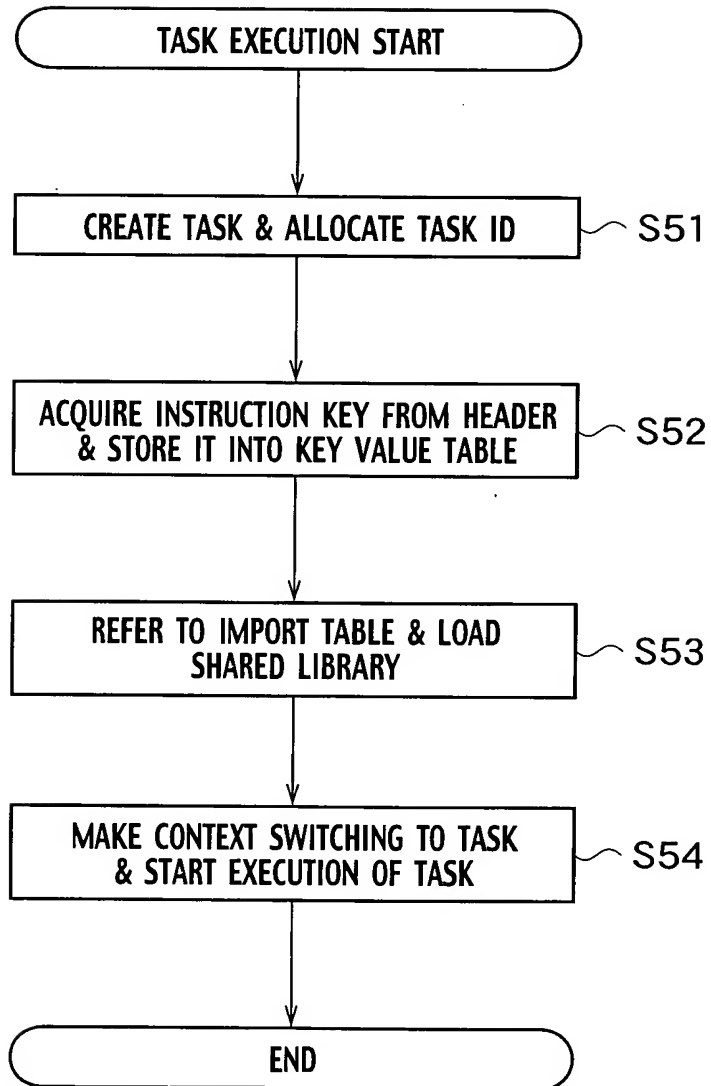 TASK EXECUTION START
CREATE TASK & ALLOCATE TASK ID
S51
ACQUIRE INSTRUCTION KEY FROM HEADER
& STORE IT INTO KEY VALUE TABLE
S52
REFER TO IMPORT TABLE & LOAD
SHARED LIBRARY
S53
MAKE CONTEXT SWITCHING TO TASK
& START EXECUTION OF TASK
S54
END